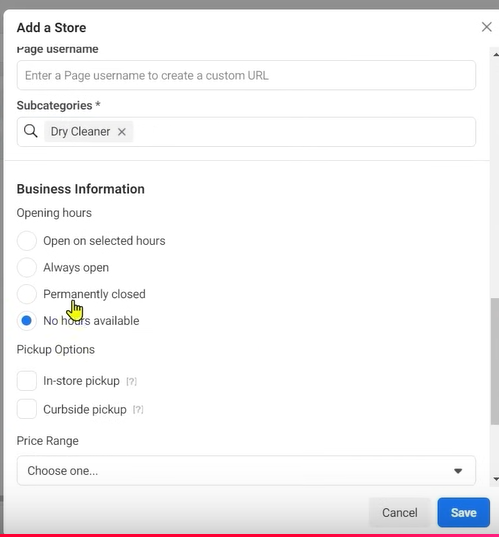 Add a Store
Page username
Enter a Page username to create a custom URL
Subcategories *
Dry Cleaner
Business Information
Opening hours
Open on selected hours
Always open
Permanently closed
No hours available
Pickup Options
In-store pickup [?]
Curbside pickup [?]
Price Range
Choose one...
Cancel Save